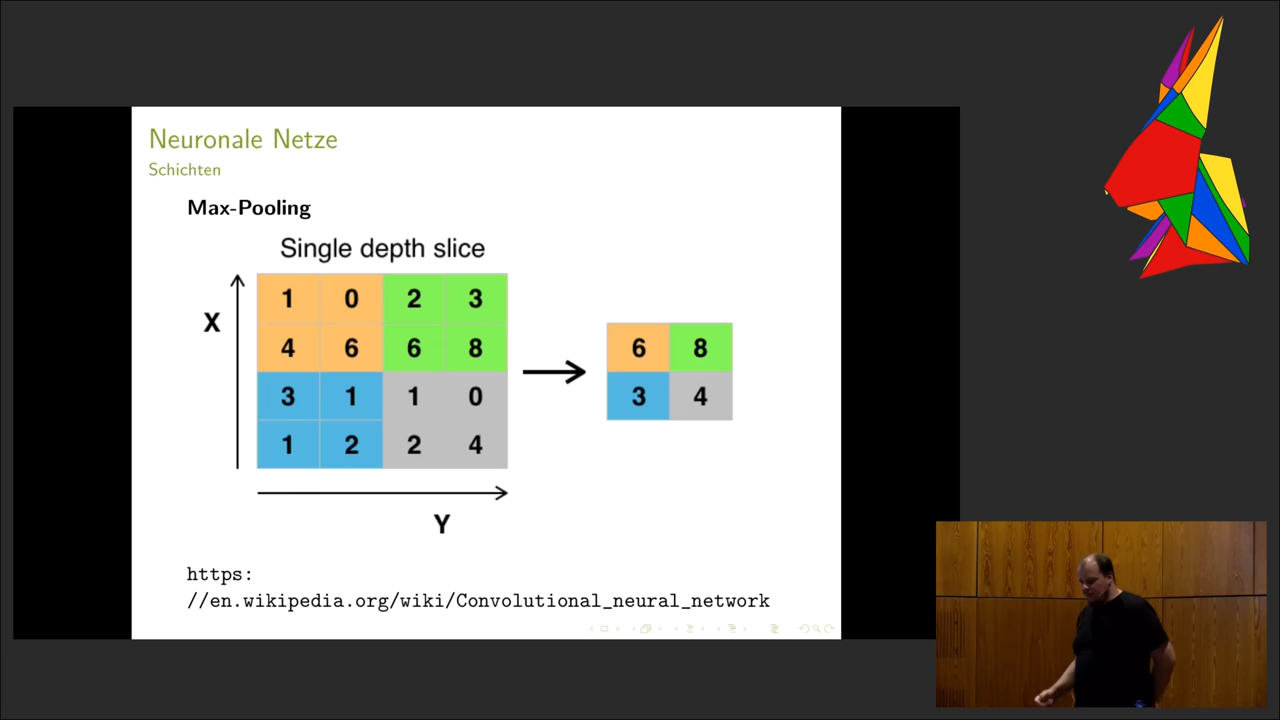 Neuronale Netze
Schichten
Max-Pooling
Single depth slice
X
1 0 2 3
4 6 6 8
3 1 1 0
1 2 2 4
6 8
3 4
Y
https:
//en.wikipedia.org/wiki/Convolutional_neural_network